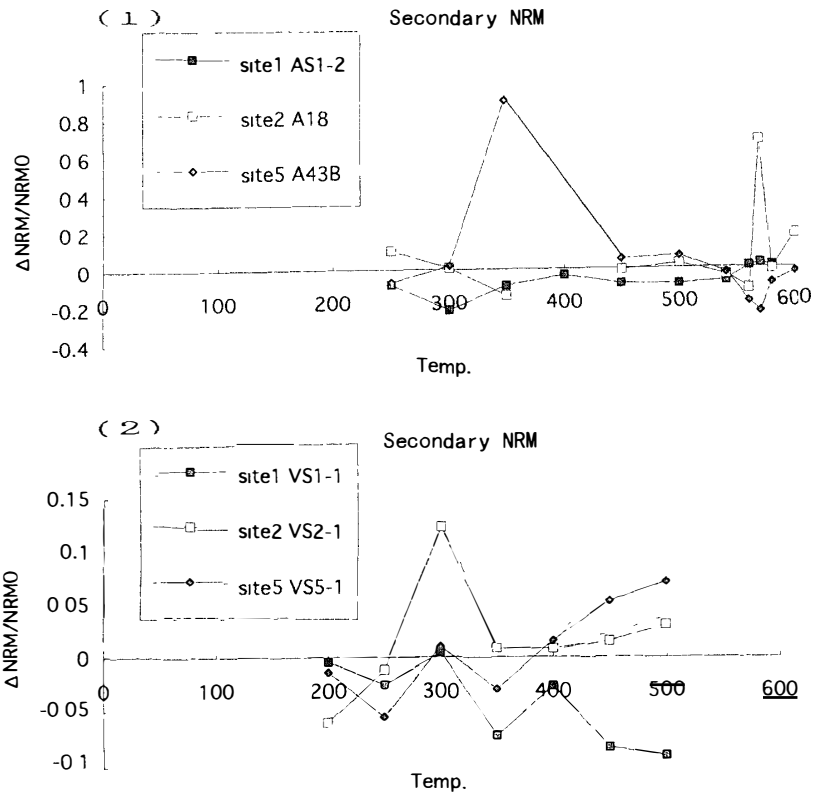 (1)
Secondary NRM
site1 AS1-2
site2 A18
site5 A43B
1
0.8
0 6
0.4
0 2
0
-0.2
-0.4
ΔNRM/NRM0
0
100
200
300
400
500
600
Temp.
(2)
Secondary NRM
site1 VS1-1
site2 VS2-1
site5 VS5-1
0.15
0.1
0 05
0
-0 05
-0 1
ΔNRM/NRM0
0
100
200
300
400
500
600
Temp.